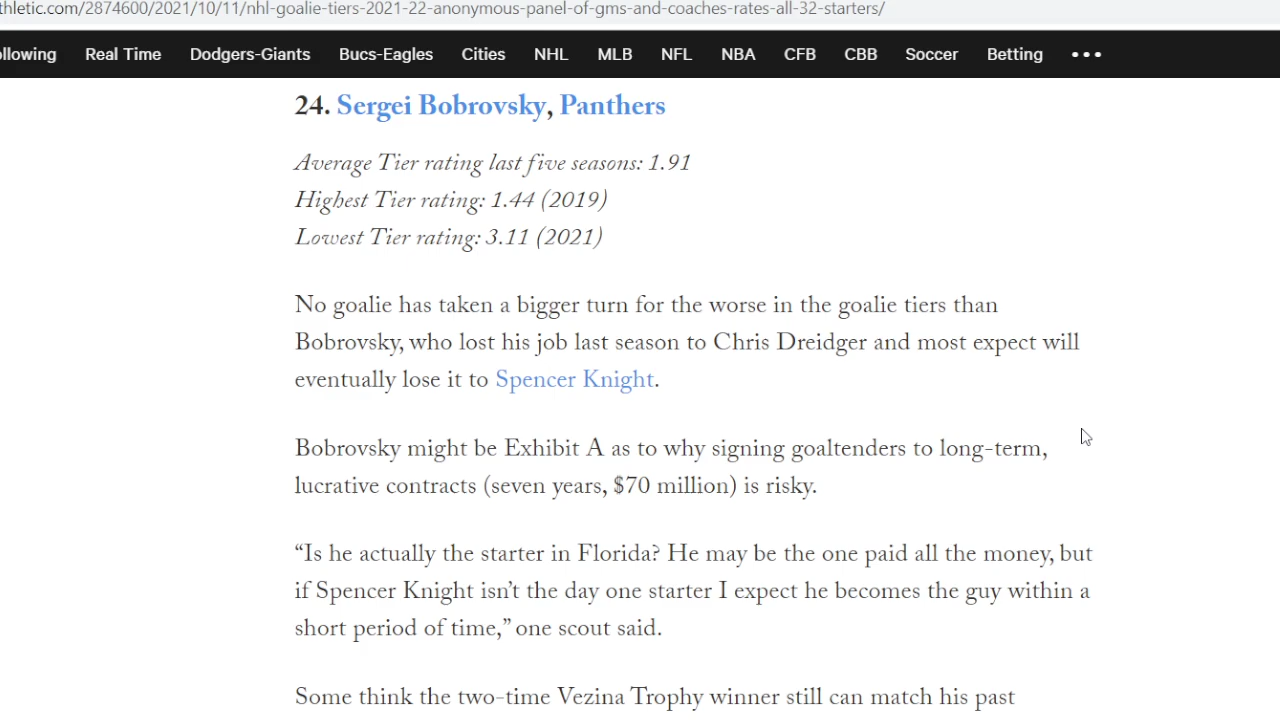 thletic.com/2874600/2021/10/11/nhl-goalie-tiers-2021-22-anonymous-panel-of-gms-and-coaches-rates-all-32-starters/
ollowing Real Time Dodgers-Giants Bucs-Eagles Cities NHL MLB NFL NBA CFB CBB Soccer Betting •••
24. Sergei Bobrovsky, Panthers
Average Tier rating last five seasons: 1.91
Highest Tier rating: 1.44 (2019)
Lowest Tier rating: 3.11 (2021)
No goalie has taken a bigger turn for the worse in the goalie tiers than
Bobrovsky, who lost his job last season to Chris Dreidger and most expect will
eventually lose it to Spencer Knight.
Bobrovsky might be Exhibit A as to why signing goaltenders to long-term,
lucrative contracts (seven years, $70 million) is risky.
“Is he actually the starter in Florida? He may be the one paid all the money, but
if Spencer Knight isn’t the day one starter I expect he becomes the guy within a
short period of time,” one scout said.
Some think the two-time Vezina Trophy winner still can match his past